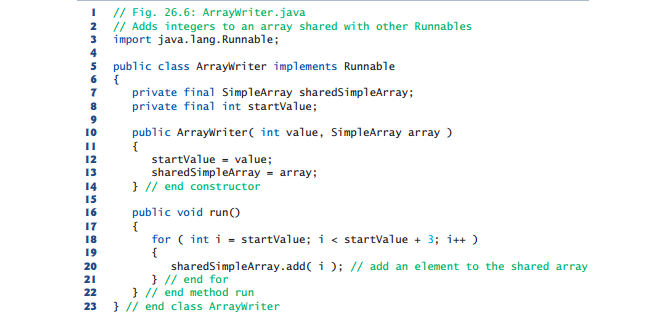 1 // Fig. 26.6: ArrayWriter.java
2 // Adds integers to an array shared with other Runnables
3 import java.lang.Runnable;
4
5 public class ArrayWriter implements Runnable
6 {
7 private final SimpleArray sharedSimpleArray;
8 private final int startValue;
9
10 public ArrayWriter( int value, SimpleArray array )
11 {
12 startValue = value;
13 sharedSimpleArray = array;
14 } // end constructor
15
16 public void run()
17 {
18 for ( int i = startValue; i < startValue + 3; i++ )
19 {
20 sharedSimpleArray.add( i ); // add an element to the shared array
21 } // end for
22 } // end method run
23 } // end class ArrayWriter